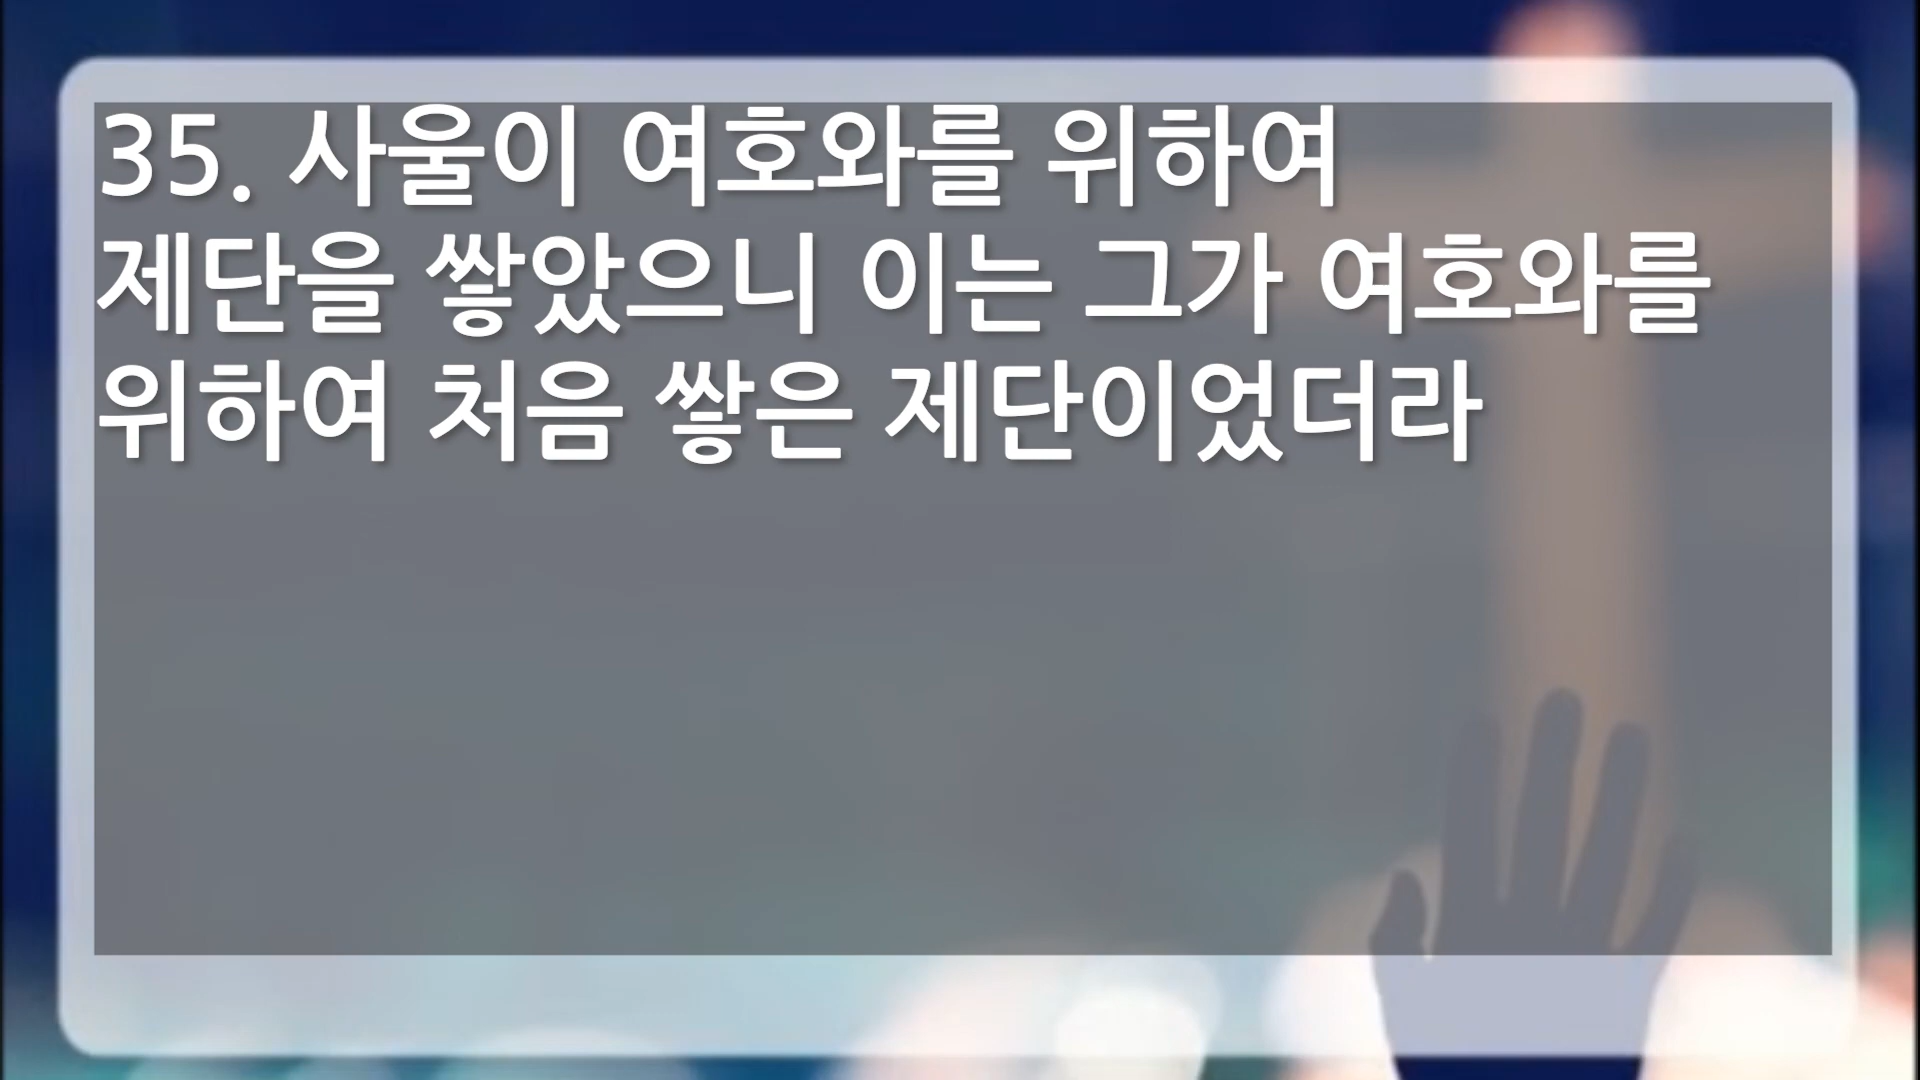 35. 사울이 여호와를 위하여
제단을 쌓았으니 이는 그가 여호와를
위하여 처음 쌓은 제단이었더라